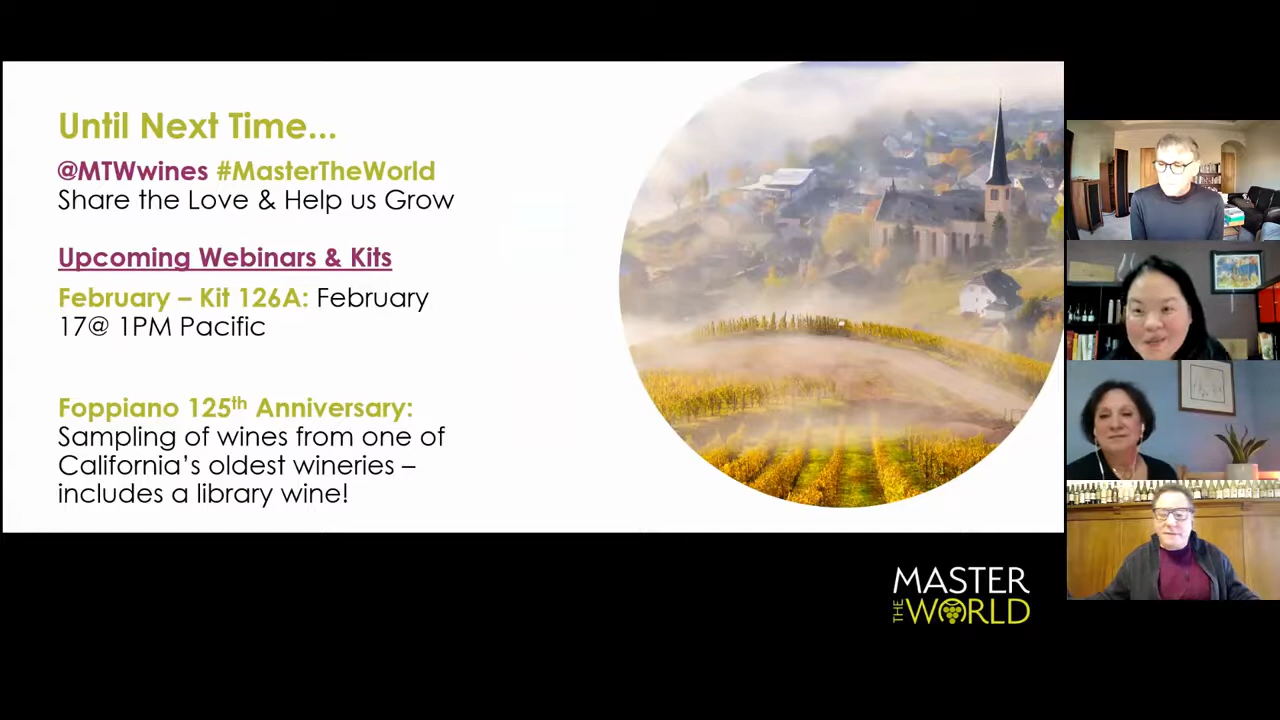 Until Next Time...
@MTWwines #MasterTheWorld
Share the Love & Help us Grow
Upcoming Webinars & Kits
February – Kit 126A: February
17@ 1PM Pacific
Foppiano 125th Anniversary:
Sampling of wines from one of
California’s oldest wineries –
includes a library wine!
MASTER
THE WORLD